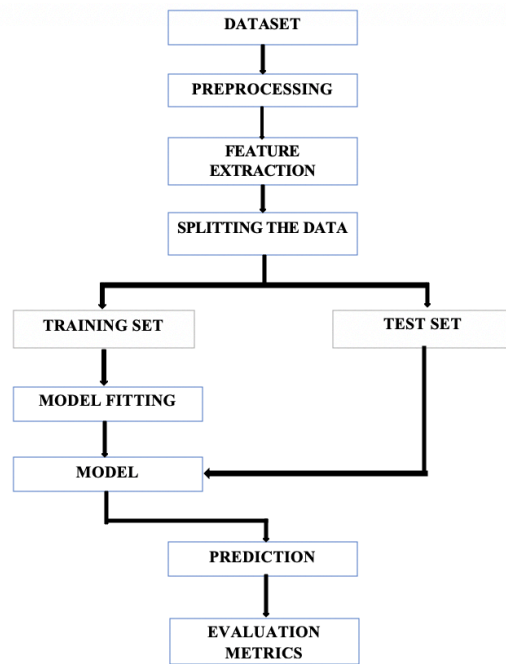 DATASET
PREPROCESSING
FEATURE
EXTRACTION
SPLITTING THE DATA
TRAINING SET
TEST SET
MODEL FITTING
MODEL
PREDICTION
EVALUATION
METRICS